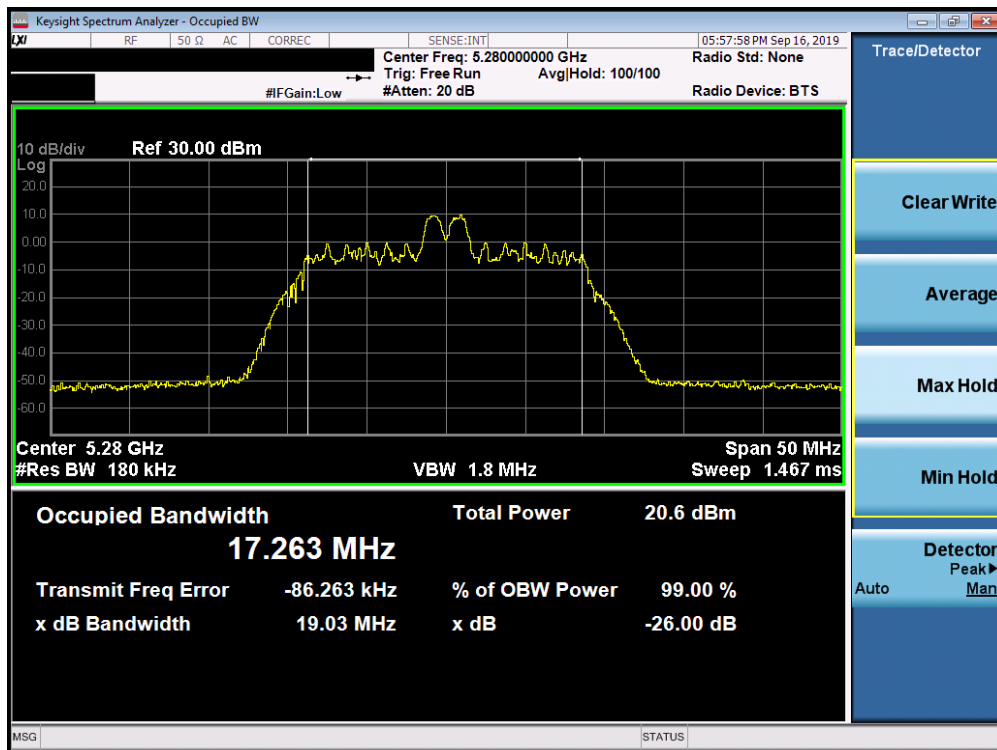 Keysight Spectrum Analyzer - Occupied BW
LXI RF 50 Ω AC CORREC SENSE:INT 05:57:58 PM Sep 16, 2019
Center Freq: 5.280000000 GHz Radio Std: None
Trig: Free Run Avg|Hold: 100/100
#IFGain:Low #Atten: 20 dB Radio Device: BTS
Trace/Detector
10 dB/div Ref 30.00 dBm
Log
20.0
10.0
0.00
-10.0
-20.0
-30.0
-40.0
-50.0
-60.0
Center 5.28 GHz Span 50 MHz
#Res BW 180 kHz VBW 1.8 MHz Sweep 1.467 ms
Occupied Bandwidth Total Power 20.6 dBm
17.263 MHz
Transmit Freq Error -86.263 kHz % of OBW Power 99.00 %
x dB Bandwidth 19.03 MHz x dB -26.00 dB
Clear Write
Average
Max Hold
Min Hold
Detector
Peak▶
Auto Man
MSG STATUS